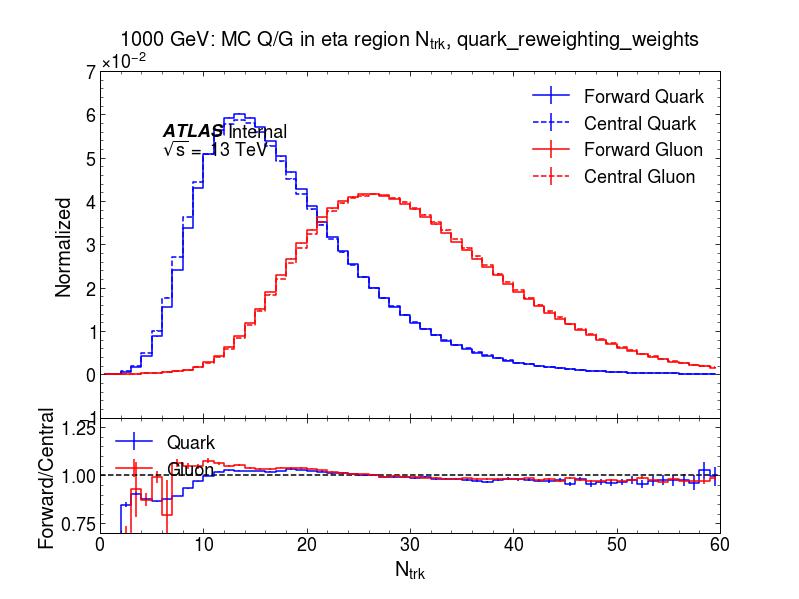 1000 GeV: MC Q/G in eta region N_trk, quark_reweighting_weights
×10⁻²
7
6
5
4
3
2
1
0
−1
Normalized
ATLAS Internal
√s = 13 TeV
Forward Quark
Central Quark
Forward Gluon
Central Gluon
1.25
1.00
0.75
Forward/Central
Quark
Gluon
0 10 20 30 40 50 60
N_trk